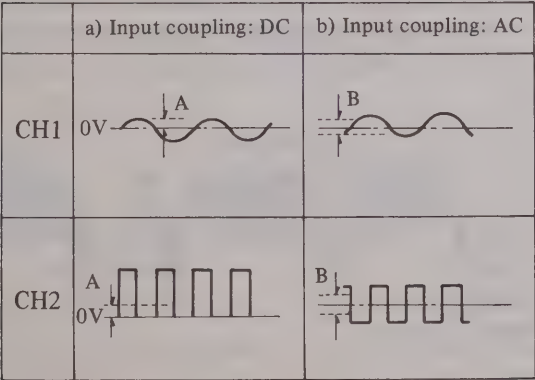 a) Input coupling: DC
b) Input coupling: AC
CH1
A
0V
B
CH2
A
0V
B